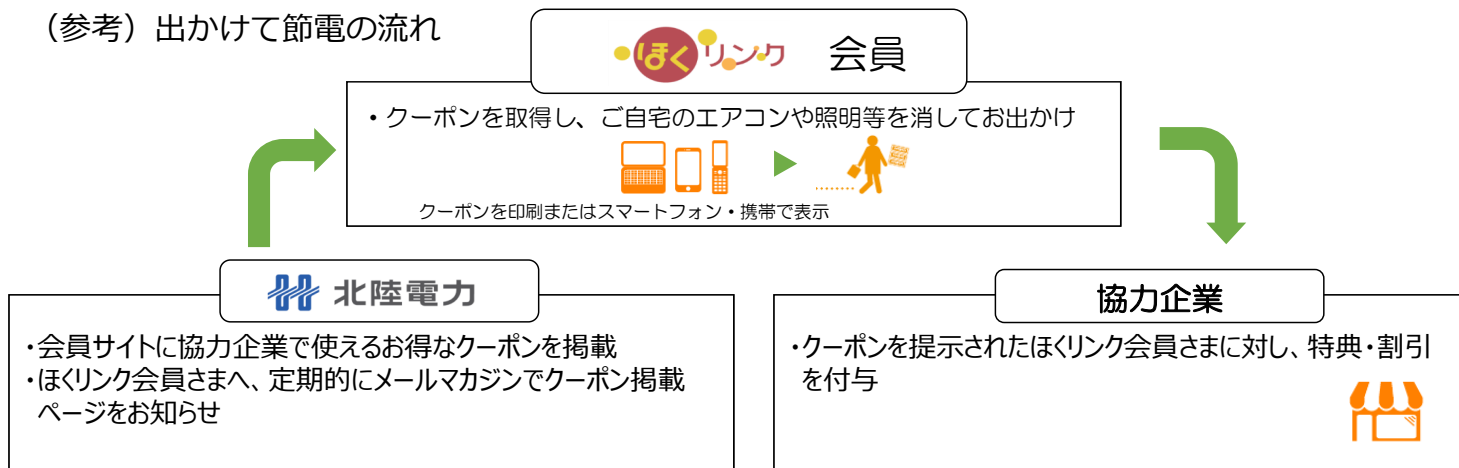 （参考）出かけて節電の流れ
ほくリンク 会員
・クーポンを取得し、ご自宅のエアコンや照明等を消してお出かけ
クーポンを印刷またはスマートフォン・携帯で表示
北陸電力
・会員サイトに協力企業で使えるお得なクーポンを掲載
・ほくリンク会員さまへ、定期的にメールマカジンでクーポン掲載
ページをお知らせ
協力企業
・クーポンを提示されたほくリンク会員さまに対し、特典・割引
を付与